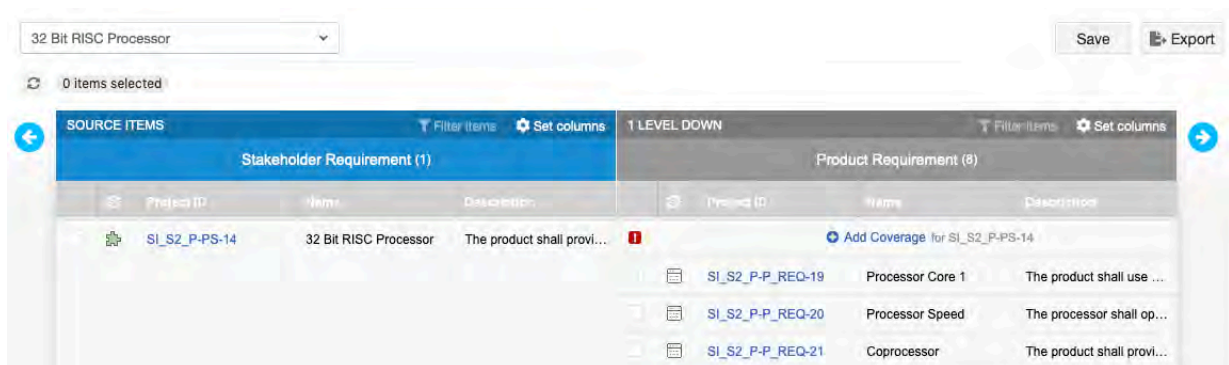 32 Bit RISC Processor
Save Export
0 items selected
SOURCE ITEMS Filter items Set columns 1 LEVEL DOWN Filter items Set columns
Stakeholder Requirement (1) Product Requirement (8)
Project ID Name Description Project ID Name Description
SI_S2_P-PS-14 32 Bit RISC Processor The product shall provi... Add Coverage for SI_S2_P-PS-14
SI_S2_P-P_REQ-19 Processor Core 1 The product shall use ...
SI_S2_P-P_REQ-20 Processor Speed The processor shall op...
SI_S2_P-P_REQ-21 Coprocessor The product shall provi...